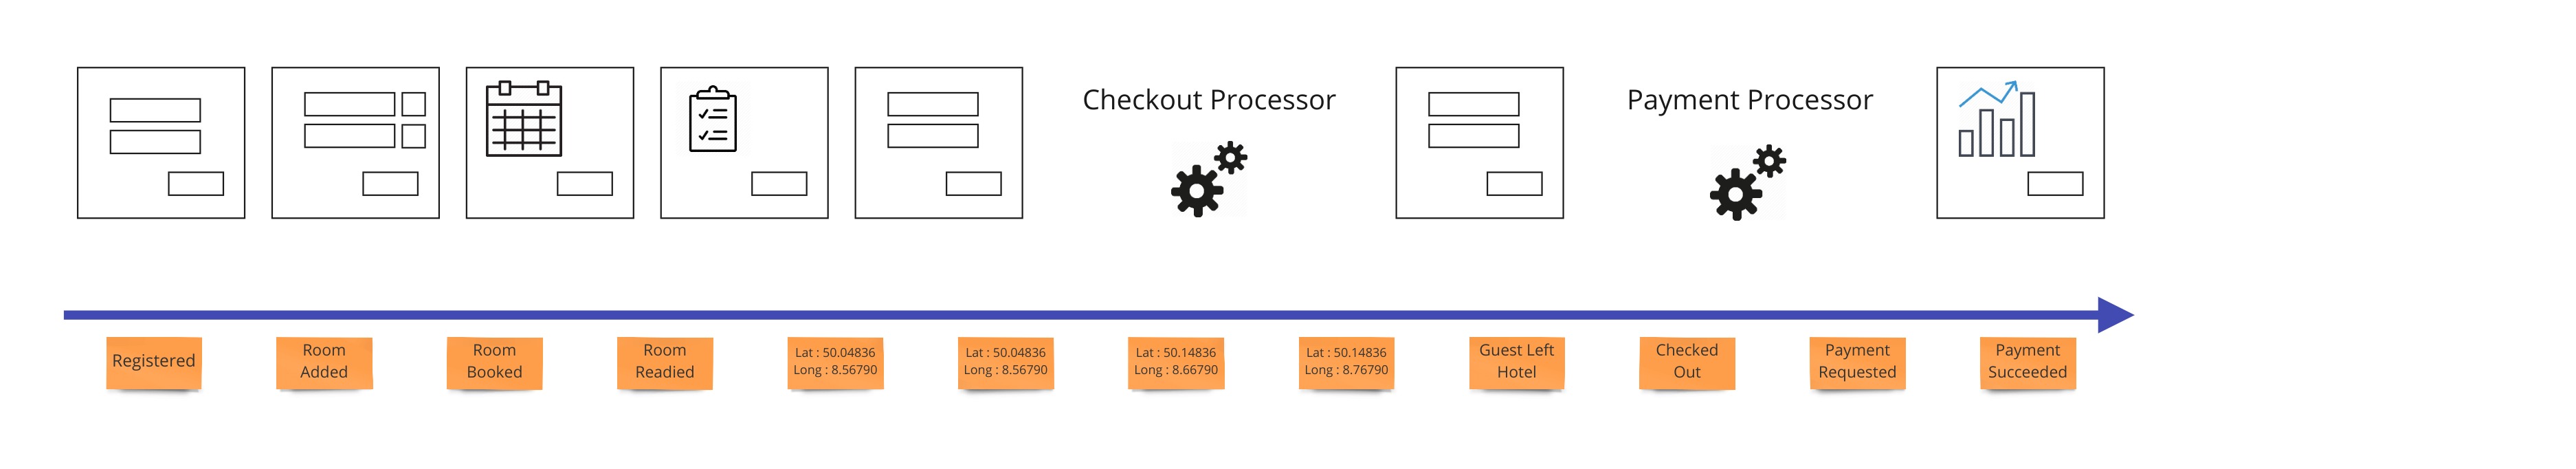 Checkout Processor
Payment Processor
Registered
Room
Added
Room
Booked
Room
Readied
Lat : 50.04836
Long : 8.56790
Lat : 50.04836
Long : 8.56790
Lat : 50.14836
Long : 8.66790
Lat : 50.14836
Long : 8.76790
Guest Left
Hotel
Checked
Out
Payment
Requested
Payment
Succeeded